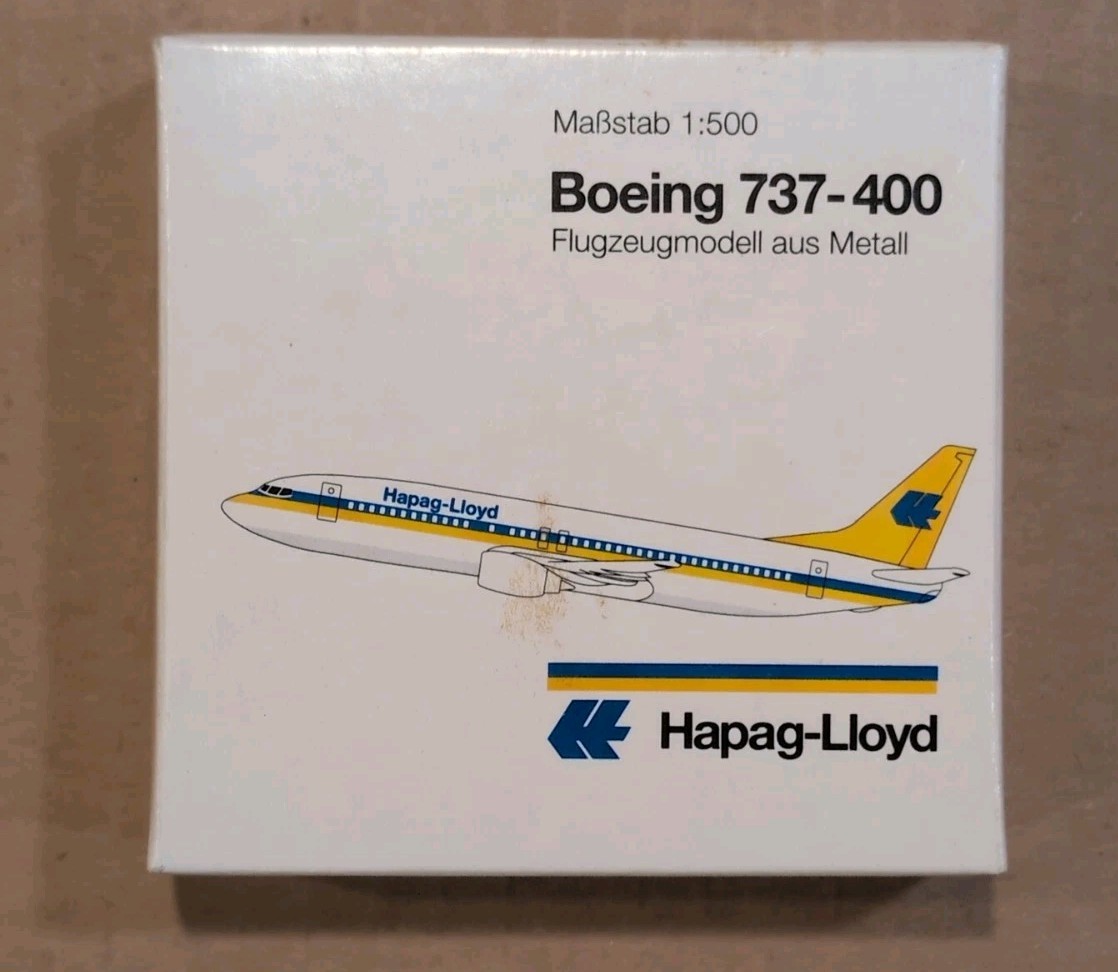 Maßstab 1:500
Boeing 737-400
Flugzeugmodell aus Metall
Hapag-Lloyd
Hapag-Lloyd